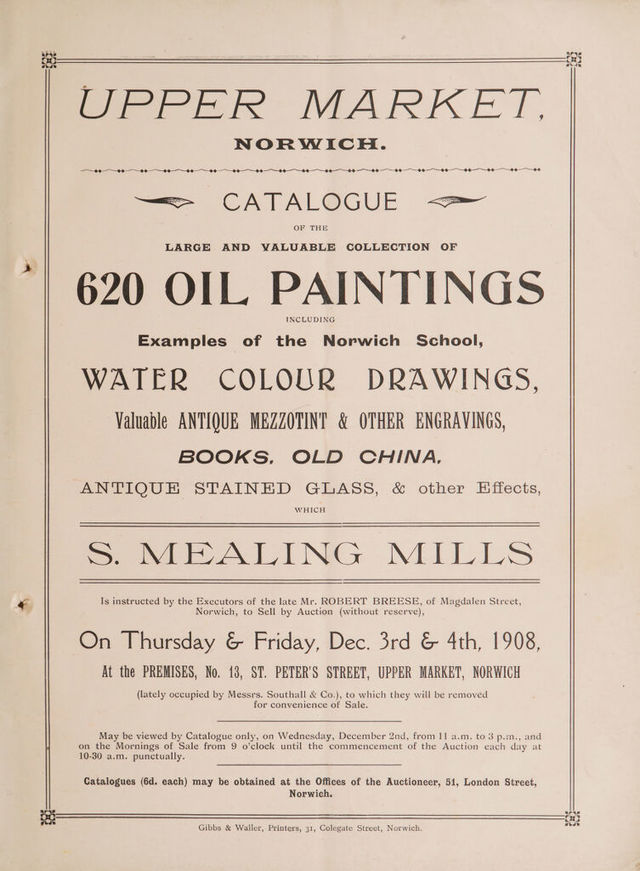 UPPER MARKET,
NORWICH.
CATALOGUE
OF THE
LARGE AND VALUABLE COLLECTION OF
620 OIL PAINTINGS
INCLUDING
Examples of the Norwich School,
WATER COLOUR DRAWINGS,
Valuable ANTIQUE MEZZOTINT & OTHER ENGRAVINGS,
BOOKS, OLD CHINA,
ANTIQUE STAINED GLASS, & other Effects,
WHICH
S. MEALING MILLS
Is instructed by the Executors of the late Mr. ROBERT BREESE, of Magdalen Street,
Norwich, to Sell by Auction (without reserve),
On Thursday & Friday, Dec. 3rd & 4th, 1908,
At the PREMISES, No. 13, ST. PETER'S STREET, UPPER MARKET, NORWICH
(lately occupied by Messrs. Southall & Co.), to which they will be removed
for convenience of Sale.
May be viewed by Catalogue only, on Wednesday, December 2nd, from 11 a.m. to 3 p.m., and
on the Mornings of Sale from 9 o'clock until the commencement of the Auction each day at
10-30 a.m. punctually.
Catalogues (6d. each) may be obtained at the Offices of the Auctioneer, 51, London Street,
Norwich.
Gibbs & Waller, Printers, 31, Colegate Street, Norwich.